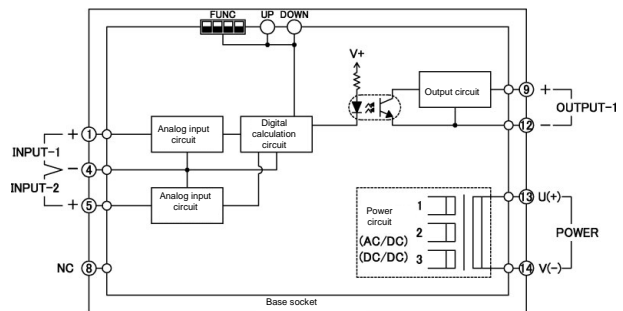 FUNC UP DOWN
V+
Output circuit
⑨ +
OUTPUT-1
⑫ −
Analog input
circuit
Digital
calculation
circuit
+ ①
INPUT-1
− ④
INPUT-2
+ ⑤
Analog input
circuit
NC ⑧
Power
circuit
(AC/DC)
(DC/DC)
1
2
3
⑬ U(+)
POWER
⑭ V(−)
Base socket